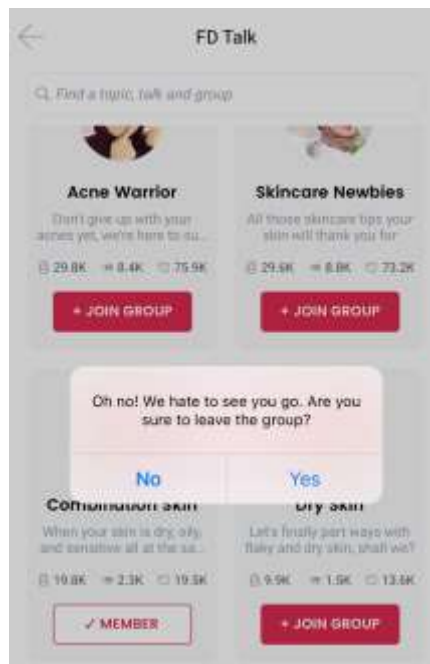 FD Talk
Find a topic, talk and group
Acne Warrior
Skincare Newbies
Don't give up with your
acnes yet, we're here to su...
All those skincare tips your
skin will thank you for
29.8K 8.4K 75.9K
29.6K 8.8K 73.2K
+ JOIN GROUP
+ JOIN GROUP
Oh no! We hate to see you go. Are you
sure to leave the group?
No
Yes
Combination Skin
Dry Skin
When your skin is dry, oily,
and sensitive all at the sa...
Let's finally part ways with
flaky and dry skin, shall we?
19.8K 2.3K 19.5K
9.9K 1.5K 13.6K
✓ MEMBER
+ JOIN GROUP